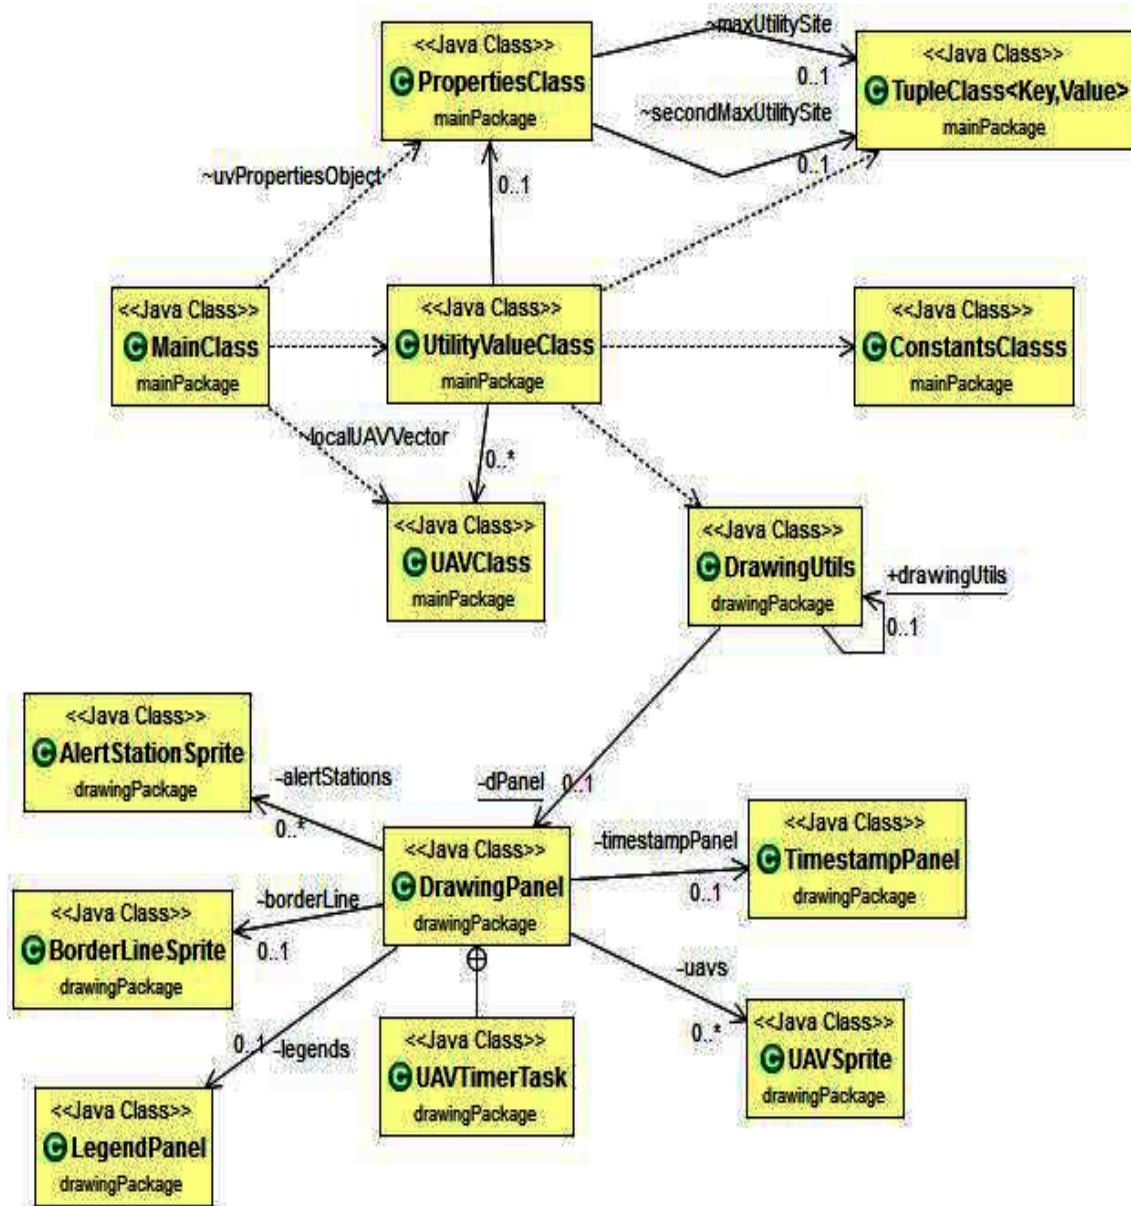 <<Java Class>>
PropertiesClass
mainPackage
~maxUtilitySite
0..1
<<Java Class>>
TupleClass<Key,Value>
mainPackage
~secondMaxUtilitySite
0..1
~uvPropertiesObject
0..1
<<Java Class>>
MainClass
mainPackage
<<Java Class>>
UtilityValueClass
mainPackage
<<Java Class>>
ConstantsClasss
mainPackage
~localUAVVector
0..*
<<Java Class>>
UAVClass
mainPackage
<<Java Class>>
DrawingUtils
drawingPackage
+drawingUtils
0..1
<<Java Class>>
AlertStationSprite
drawingPackage
-alertStations
0..*
-dPanel
0..1
<<Java Class>>
DrawingPanel
drawingPackage
-timestampPanel
0..1
<<Java Class>>
TimestampPanel
drawingPackage
<<Java Class>>
BorderLineSprite
drawingPackage
-borderLine
0..1
-uavs
0..*
<<Java Class>>
UAVSprite
drawingPackage
0..1
-legends
<<Java Class>>
UAVTimerTask
drawingPackage
<<Java Class>>
LegendPanel
drawingPackage